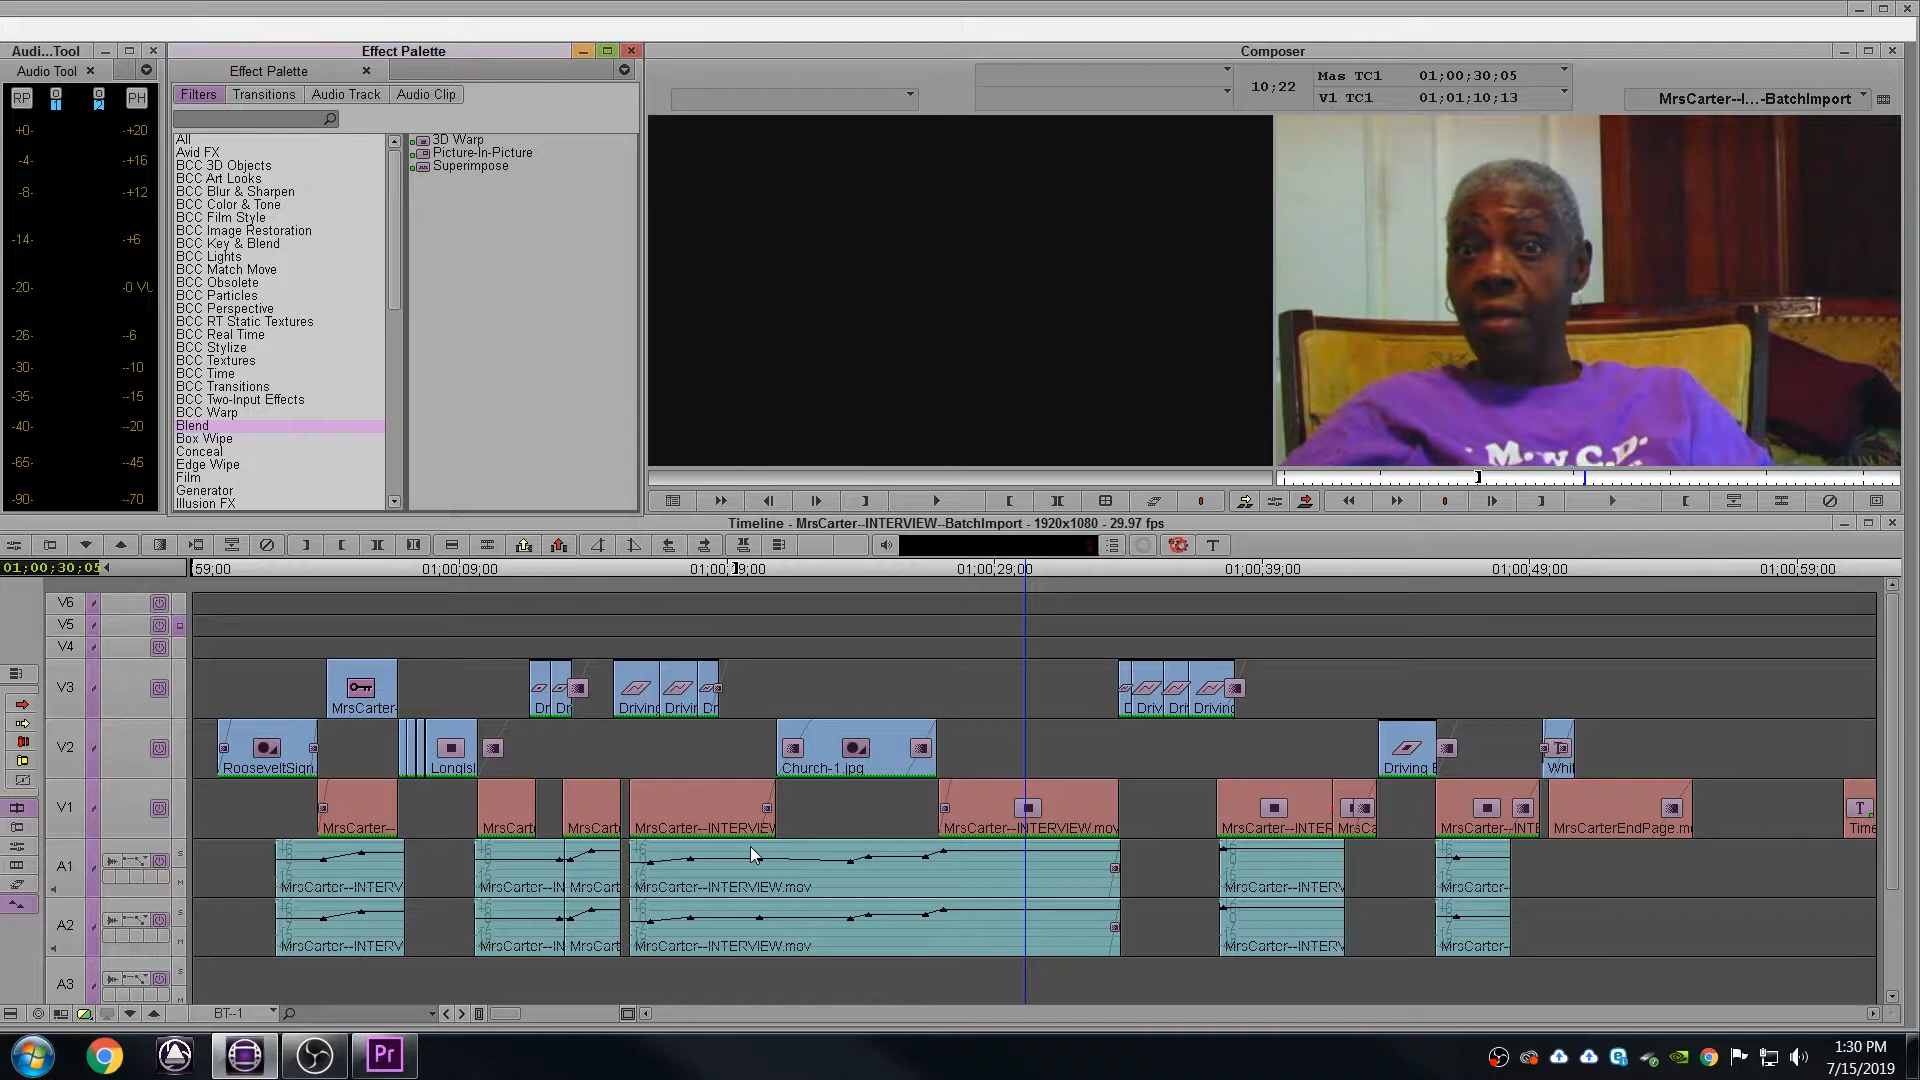 Audi...Tool
Effect Palette
Composer
Audio Tool
Effect Palette
Mas TC1 01;00;30;05
10;22
V1 TC1 01;01;10;13
MrsCarter--I...-BatchImport
RP
1
2
PH
Filters
Transitions
Audio Track
Audio Clip
+0- -+20
-4- -+16
-8- -+12
-14- -+6
-20- -0 VU
-26- --6
-30- --10
-35- --15
-40- --20
-65- --45
-90- --70
All
Avid FX
BCC 3D Objects
BCC Art Looks
BCC Blur & Sharpen
BCC Color & Tone
BCC Film Style
BCC Image Restoration
BCC Key & Blend
BCC Lights
BCC Match Move
BCC Obsolete
BCC Particles
BCC Perspective
BCC RT Static Textures
BCC Real Time
BCC Stylize
BCC Textures
BCC Time
BCC Transitions
BCC Two-Input Effects
BCC Warp
Blend
Box Wipe
Conceal
Edge Wipe
Film
Generator
Illusion FX
3D Warp
Picture-In-Picture
Superimpose
Timeline - MrsCarter--INTERVIEW--BatchImport - 1920x1080 - 29.97 fps
01;00;30;05
59;00
01;00;09;00
01;00;29;00
01;00;39;00
01;00;49;00
01;00;59;00
V6
V5
V4
V3
MrsCarter-
Dr
Dr
Driving
Drivin
Driv
Driv
Driving
V2
RooseveltSign.
LongIsl
Church-1.jpg
Driving B
Whit
V1
MrsCarter--
MrsCart
MrsCart
MrsCarter--INTERVIEW
MrsCarter--INTERVIEW.mov
MrsCarter--INTER
MrsCa
MrsCarter--INTE
MrsCarterEndPage.m
Time
A1
MrsCarter--INTERV
MrsCarter--IN
MrsCart
MrsCarter--INTERVIEW.mov
MrsCarter--INTERV
MrsCarter--
A2
MrsCarter--INTERV
MrsCarter--IN
MrsCart
MrsCarter--INTERVIEW.mov
MrsCarter--INTERV
MrsCarter--
A3
BT--1
Pr
1:30 PM
7/15/2019